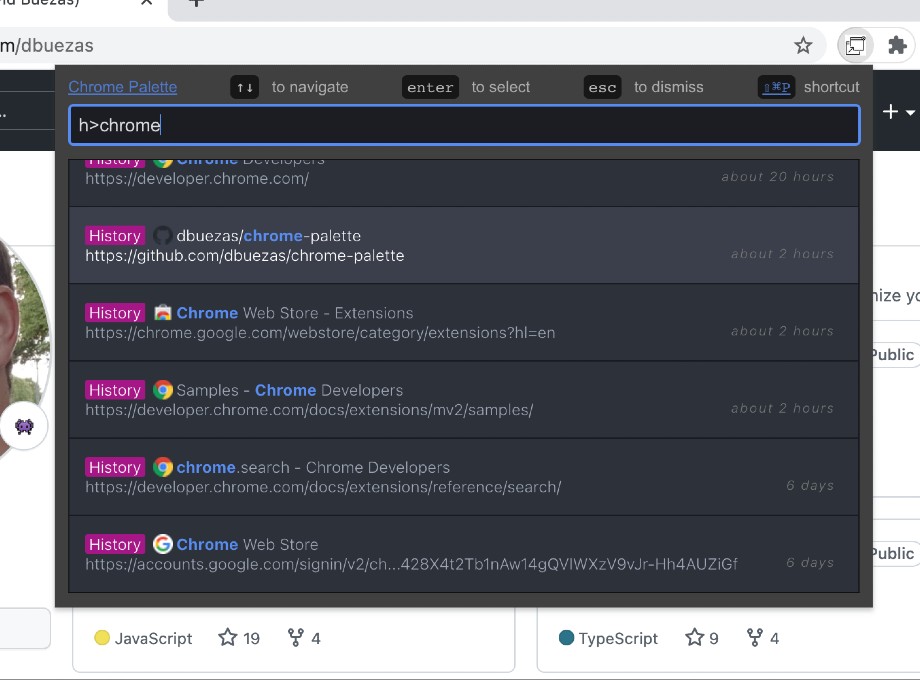 m/dbuezas
Chrome Palette ↑↓ to navigate enter to select esc to dismiss ⇧⌘P shortcut
h>chrome
History Chrome Developers
https://developer.chrome.com/ about 20 hours
History dbuezas/chrome-palette
https://github.com/dbuezas/chrome-palette about 2 hours
History Chrome Web Store - Extensions
https://chrome.google.com/webstore/category/extensions?hl=en about 2 hours
History Samples - Chrome Developers
https://developer.chrome.com/docs/extensions/mv2/samples/ about 2 hours
History chrome.search - Chrome Developers
https://developer.chrome.com/docs/extensions/reference/search/ 6 days
History Chrome Web Store
https://accounts.google.com/signin/v2/ch...428X4t2Tb1nAw14gQVIWXzV9vJr-Hh4AUZiGf 6 days
Public
Public
JavaScript 19 4
TypeScript 9 4